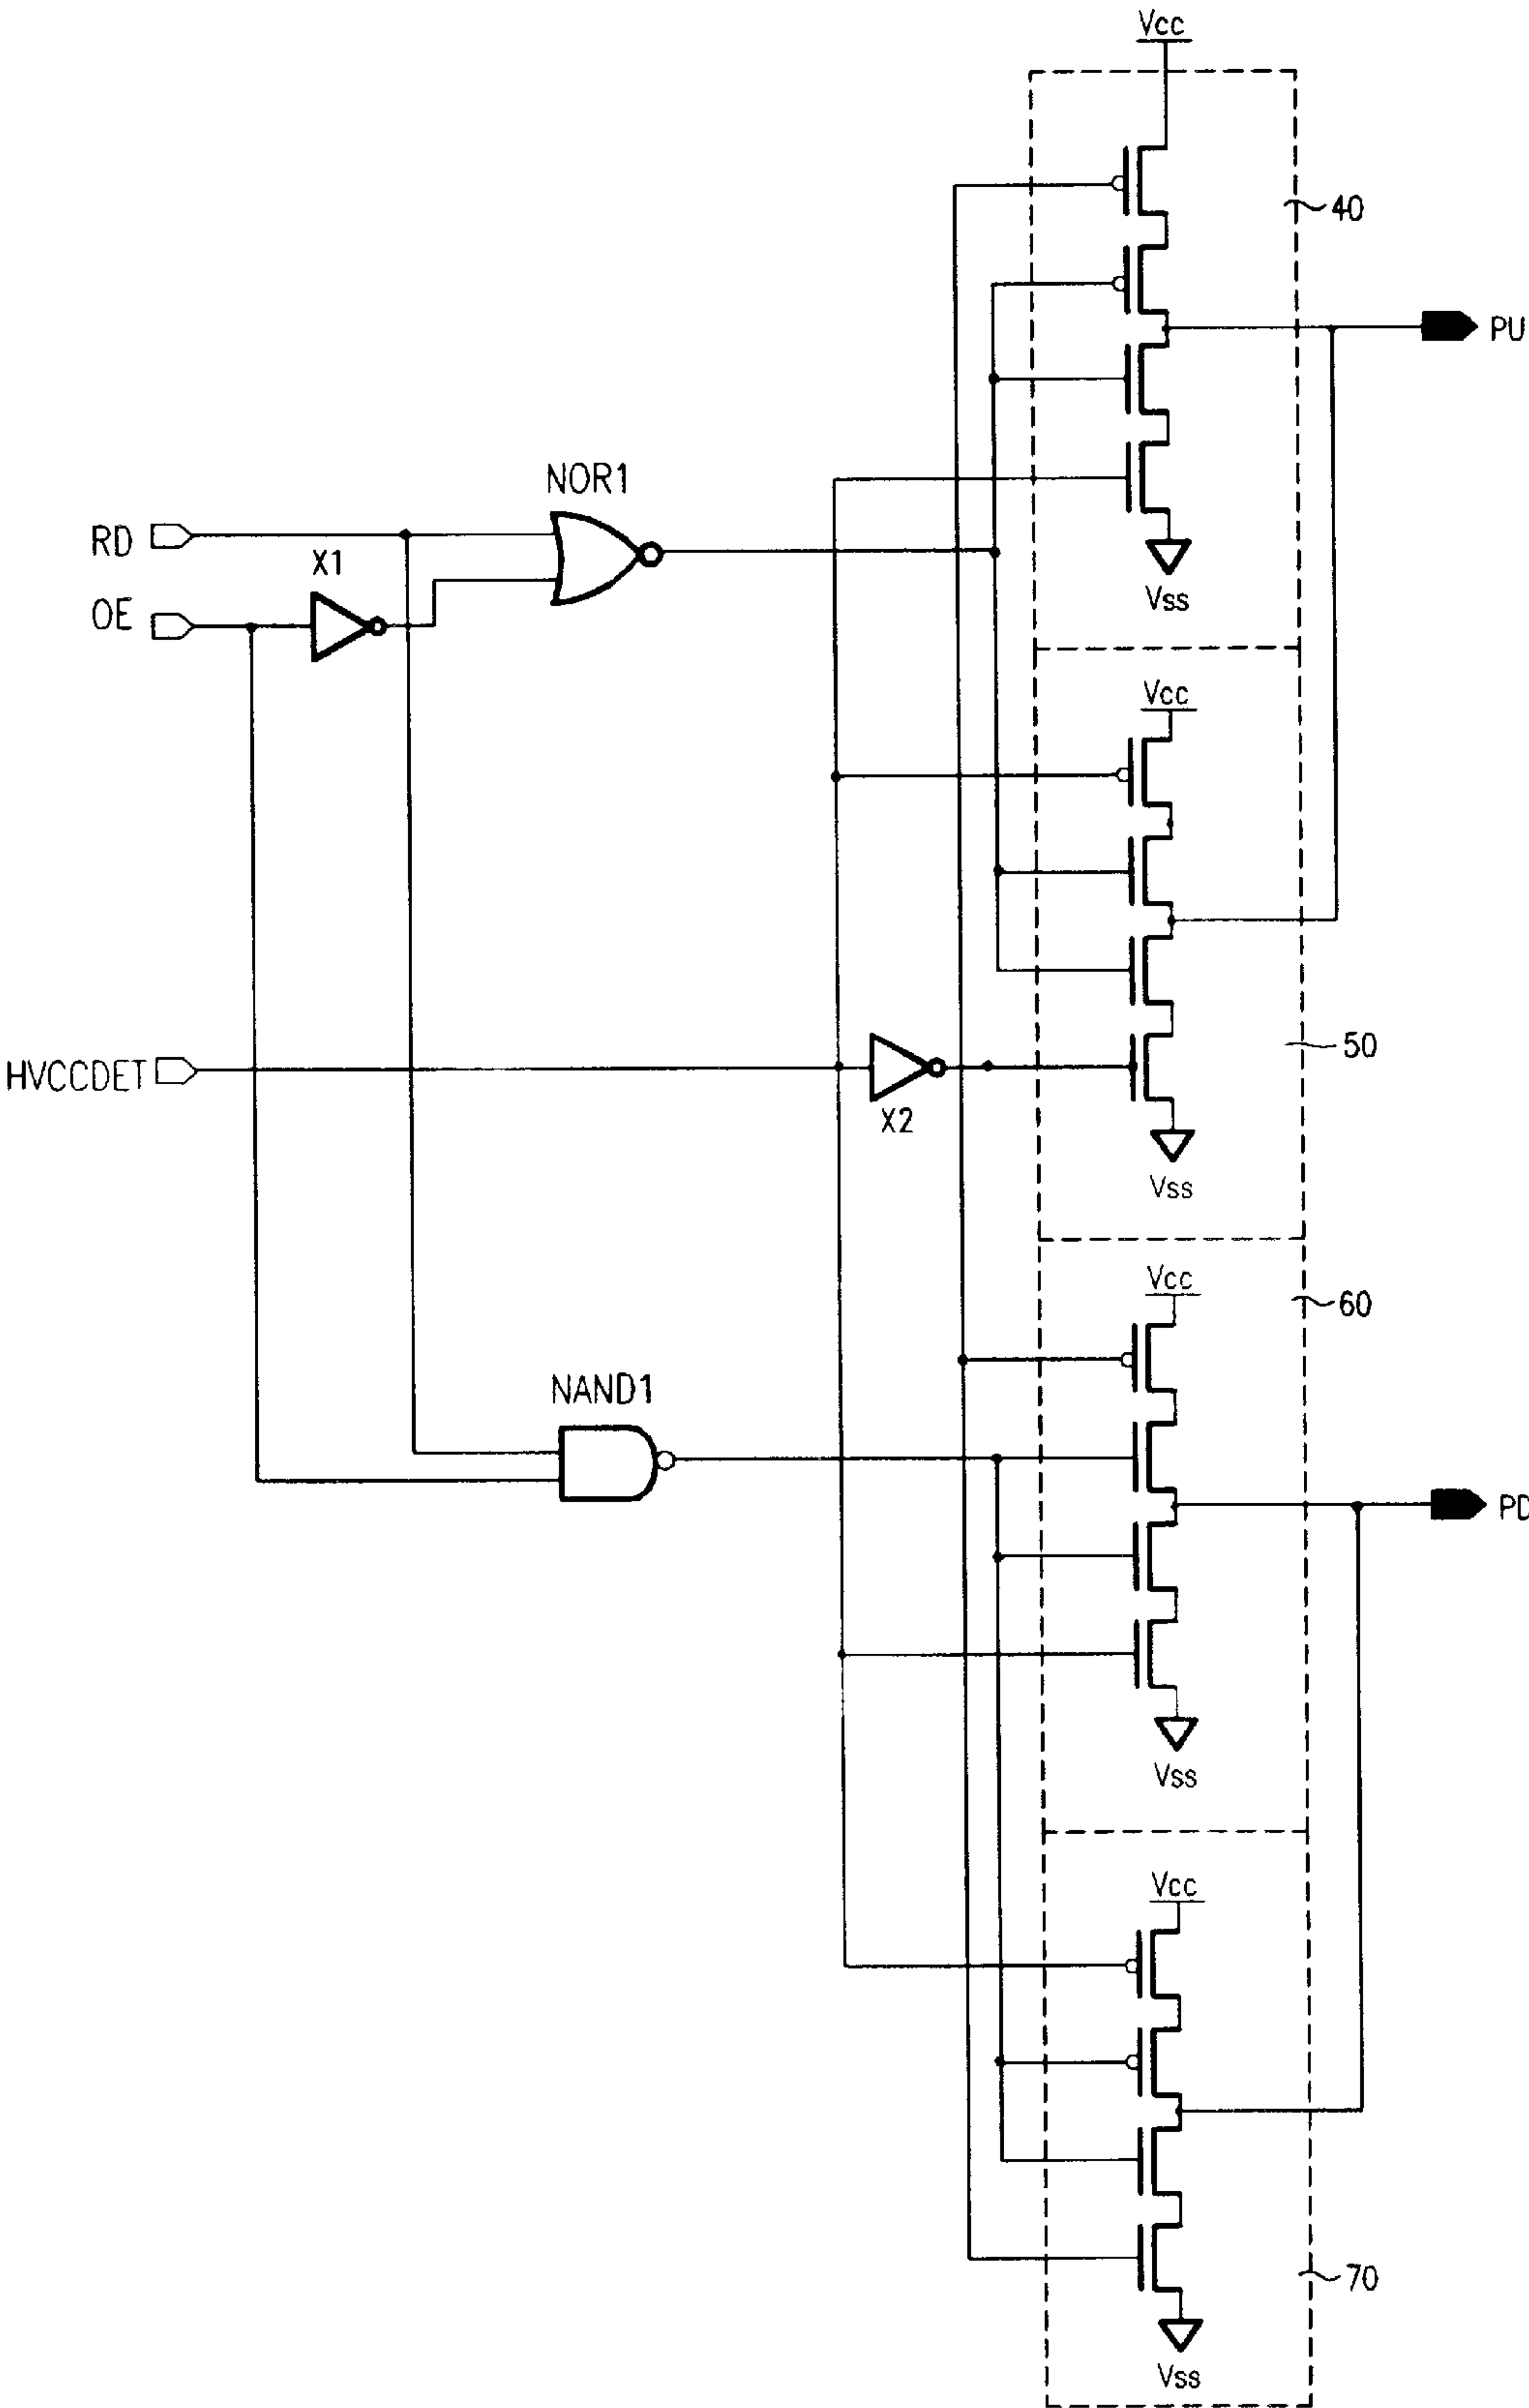 Vcc
40
PU
NOR1
RD
X1
OE
Vss
Vcc
50
HVCCDET
X2
Vss
Vcc
60
NAND1
PD
Vss
Vcc
70
Vss